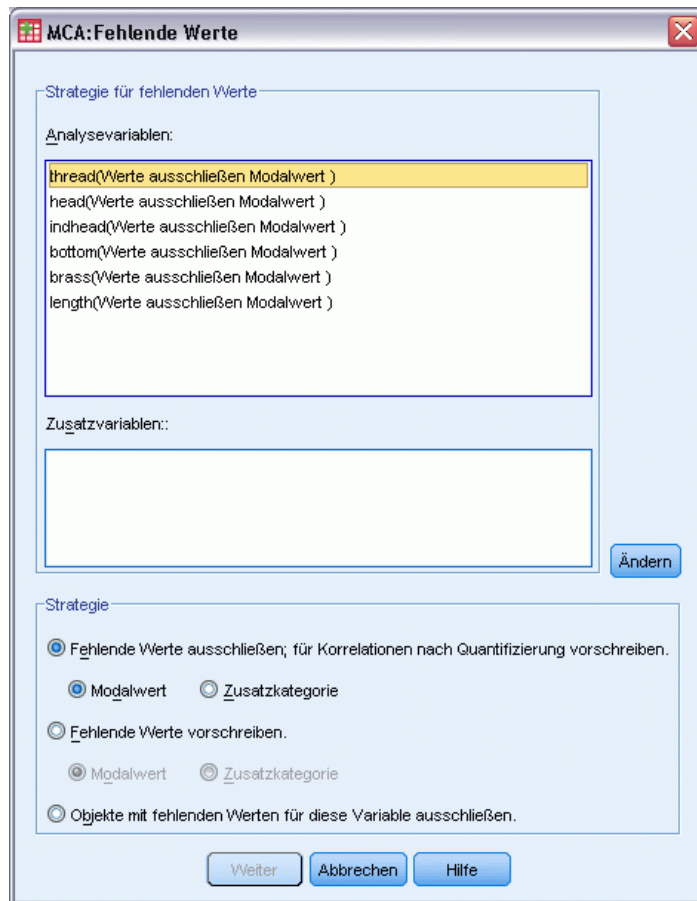 MCA:Fehlende Werte
Strategie für fehlenden Werte
Analysevariablen:
thread(Werte ausschließen Modalwert )
head(Werte ausschließen Modalwert )
indhead(Werte ausschließen Modalwert )
bottom(Werte ausschließen Modalwert )
brass(Werte ausschließen Modalwert )
length(Werte ausschließen Modalwert )
Zusatzvariablen::
Ändern
Strategie
Fehlende Werte ausschließen; für Korrelationen nach Quantifizierung vorschreiben.
Modalwert Zusatzkategorie
Fehlende Werte vorschreiben.
Modalwert Zusatzkategorie
Objekte mit fehlenden Werten für diese Variable ausschließen.
Weiter Abbrechen Hilfe